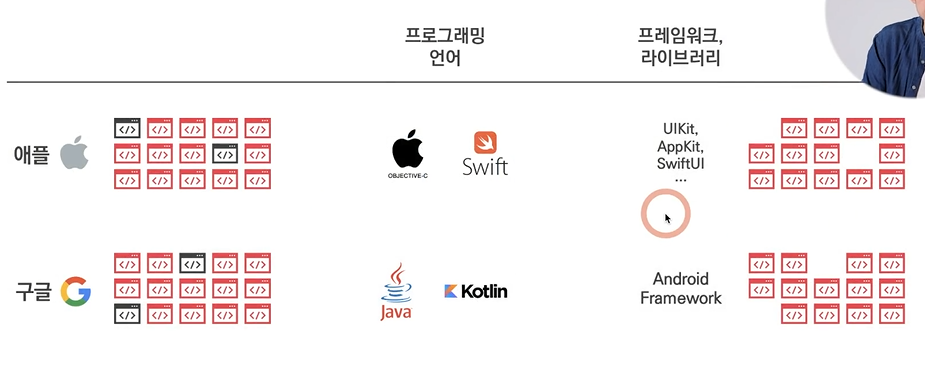 프로그래밍
언어
프레임워크,
라이브러리
애플
OBJECTIVE-C
Swift
UIKit,
AppKit,
SwiftUI
...
구글
Java
Kotlin
Android
Framework